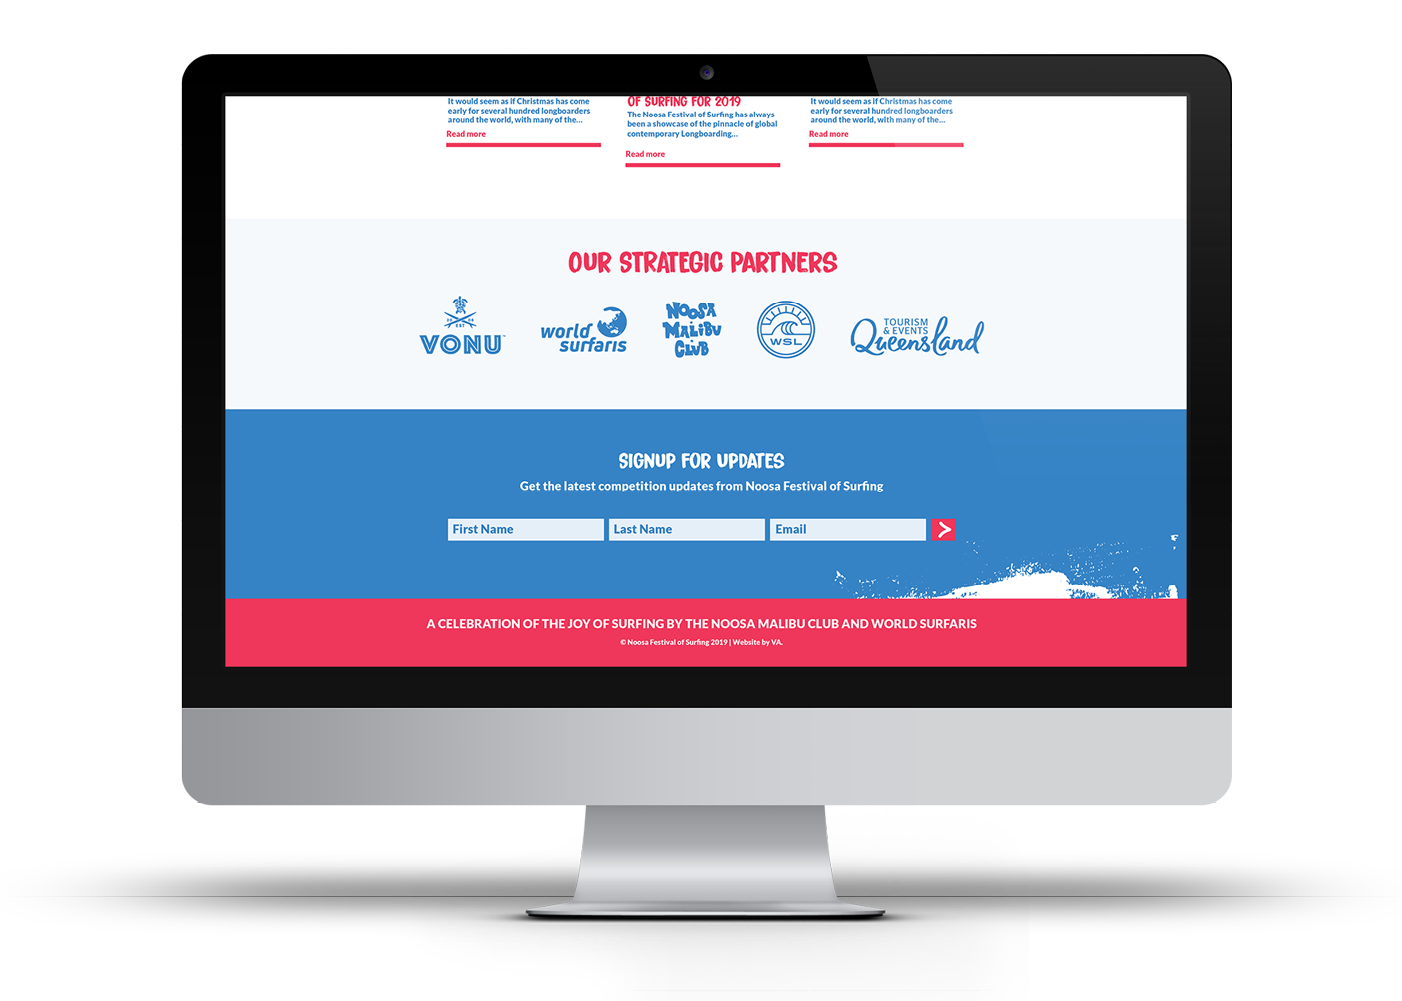 It would seem as if Christmas has come
early for several hundred longboarders
around the world, with many of the...
Read more
OF SURFING FOR 2019
The Noosa Festival of Surfing has always
been a showcase of the pinnacle of global
contemporary Longboarding...
Read more
It would seem as if Christmas has come
early for several hundred longboarders
around the world, with many of the...
Read more
OUR STRATEGIC PARTNERS
EST
VONU
world
surfaris
NOOSA
MALIBU
CLUB
WSL
TOURISM
& EVENTS
Queensland
SIGNUP FOR UPDATES
Get the latest competition updates from Noosa Festival of Surfing
First Name Last Name Email
A CELEBRATION OF THE JOY OF SURFING BY THE NOOSA MALIBU CLUB AND WORLD SURFARIS
© Noosa Festival of Surfing 2019 | Website by VA.